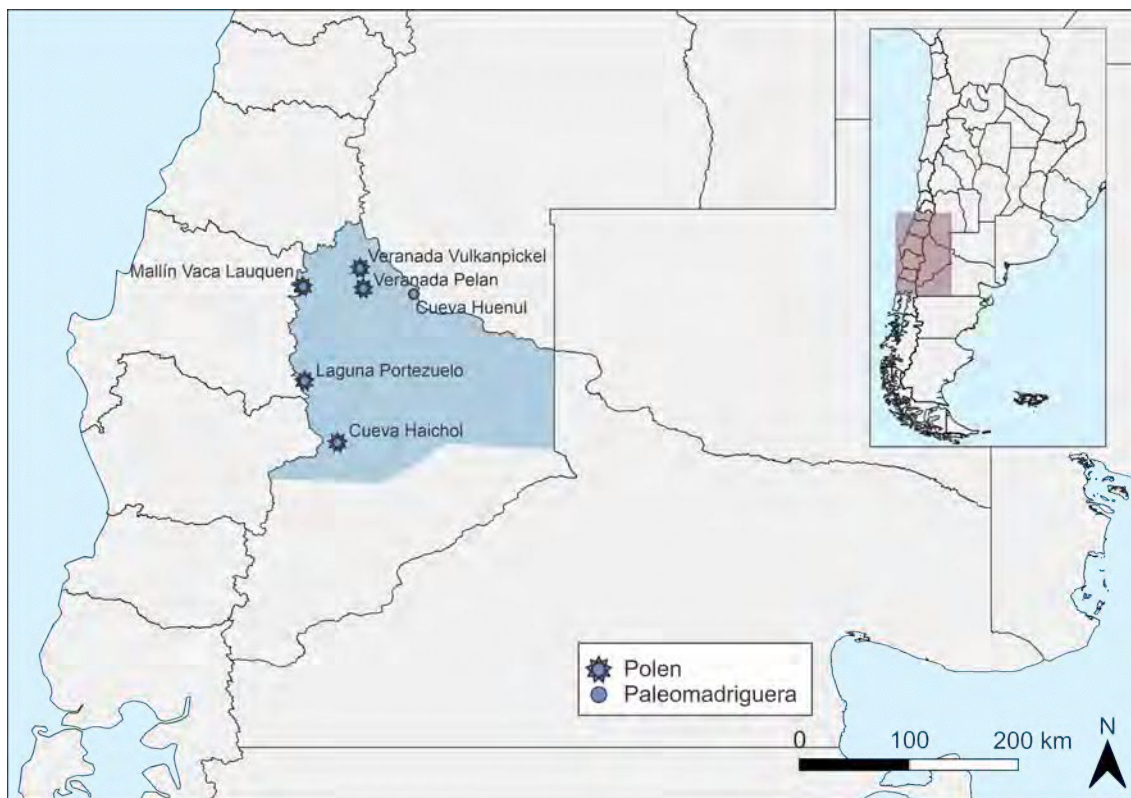 Veranada Vulkanpickel
Mallín Vaca Lauquen
Veranada Pelan
Cueva Huenul
Laguna Portezuelo
Cueva Haichol
Polen
Paleomadriguera
0 100 200 km
N